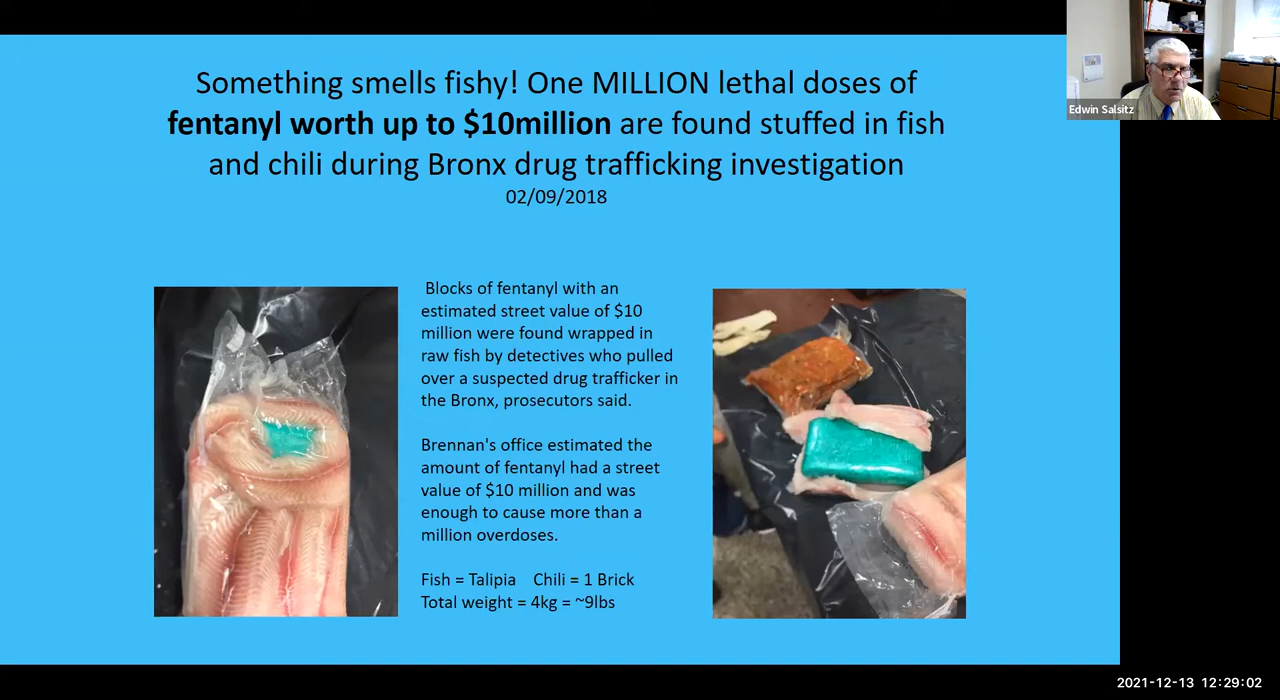 Something smells fishy! One MILLION lethal doses of
fentanyl worth up to $10million are found stuffed in fish
and chili during Bronx drug trafficking investigation
02/09/2018
Edwin Salsitz
Blocks of fentanyl with an
estimated street value of $10
million were found wrapped in
raw fish by detectives who pulled
over a suspected drug trafficker in
the Bronx, prosecutors said.
Brennan's office estimated the
amount of fentanyl had a street
value of $10 million and was
enough to cause more than a
million overdoses.
Fish = Talipia Chili = 1 Brick
Total weight = 4kg = ~9lbs
2021-12-13 12:29:02